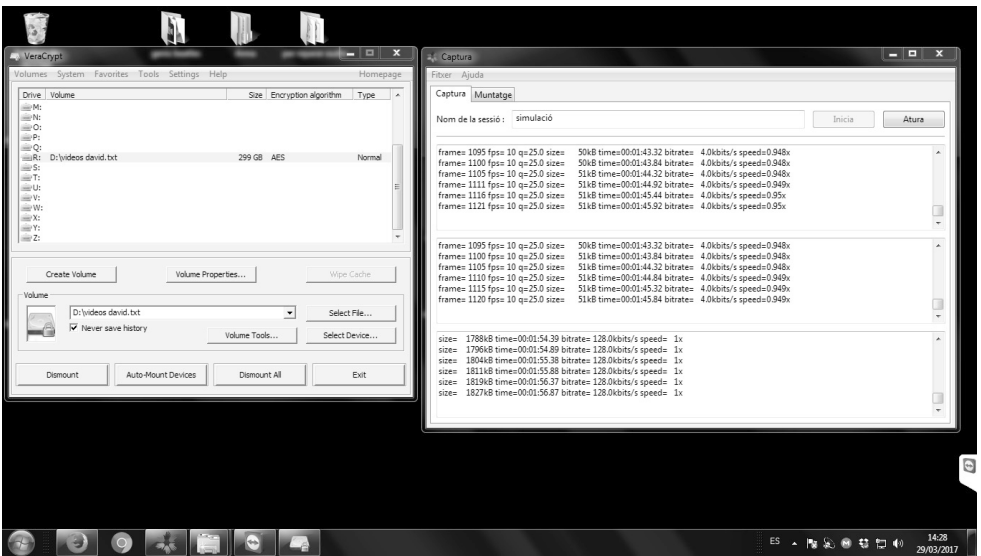 VeraCrypt
Volumes System Favorites Tools Settings Help Homepage
Drive Volume Size Encryption algorithm Type
M:
N:
O:
P:
Q:
R: D:\videos david.txt 299 GB AES Normal
S:
T:
U:
V:
W:
X:
Y:
Z:
Create Volume Volume Properties... Wipe Cache
Volume
D:\videos david.txt Select File...
Never save history Volume Tools... Select Device...
Dismount Auto-Mount Devices Dismount All Exit
Captura
Fitxer Ajuda
Captura Muntatge
Nom de la sessió : simulació Inicia Atura
frame= 1095 fps= 10 q=25.0 size= 50kB time=00:01:43.32 bitrate= 4.0kbits/s speed=0.948x
frame= 1100 fps= 10 q=25.0 size= 50kB time=00:01:43.84 bitrate= 4.0kbits/s speed=0.948x
frame= 1105 fps= 10 q=25.0 size= 51kB time=00:01:44.32 bitrate= 4.0kbits/s speed=0.948x
frame= 1111 fps= 10 q=25.0 size= 51kB time=00:01:44.92 bitrate= 4.0kbits/s speed=0.949x
frame= 1116 fps= 10 q=25.0 size= 51kB time=00:01:45.44 bitrate= 4.0kbits/s speed=0.95x
frame= 1121 fps= 10 q=25.0 size= 51kB time=00:01:45.92 bitrate= 4.0kbits/s speed=0.95x
frame= 1095 fps= 10 q=25.0 size= 50kB time=00:01:43.32 bitrate= 4.0kbits/s speed=0.948x
frame= 1100 fps= 10 q=25.0 size= 51kB time=00:01:43.84 bitrate= 4.0kbits/s speed=0.948x
frame= 1105 fps= 10 q=25.0 size= 51kB time=00:01:44.32 bitrate= 4.0kbits/s speed=0.948x
frame= 1110 fps= 10 q=25.0 size= 51kB time=00:01:44.84 bitrate= 4.0kbits/s speed=0.949x
frame= 1115 fps= 10 q=25.0 size= 51kB time=00:01:45.32 bitrate= 4.0kbits/s speed=0.949x
frame= 1120 fps= 10 q=25.0 size= 51kB time=00:01:45.84 bitrate= 4.0kbits/s speed=0.949x
size= 1788kB time=00:01:54.39 bitrate= 128.0kbits/s speed= 1x
size= 1796kB time=00:01:54.89 bitrate= 128.0kbits/s speed= 1x
size= 1804kB time=00:01:55.38 bitrate= 128.0kbits/s speed= 1x
size= 1811kB time=00:01:55.88 bitrate= 128.0kbits/s speed= 1x
size= 1819kB time=00:01:56.37 bitrate= 128.0kbits/s speed= 1x
size= 1827kB time=00:01:56.87 bitrate= 128.0kbits/s speed= 1x
ES 14:28
29/03/2017